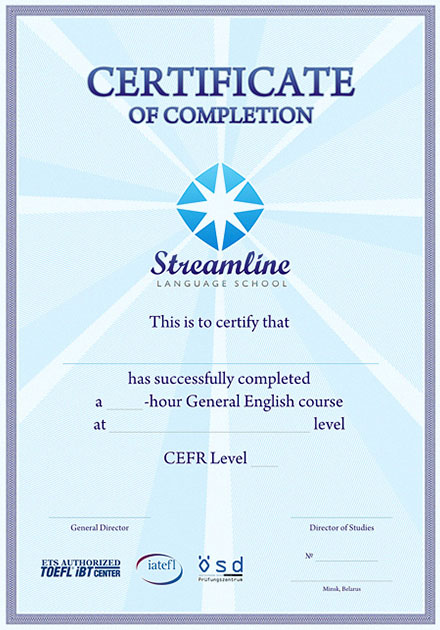 CERTIFICATE
OF COMPLETION
Streamline
LANGUAGE SCHOOL
This is to certify that
has successfully completed
a ____-hour General English course
at ____ level
CEFR Level ____
General Director
Director of Studies
ETS AUTHORIZED
TOEFL iBT CENTER
iatefl
ösd
Prüfungszentrum
№
Minsk, Belarus